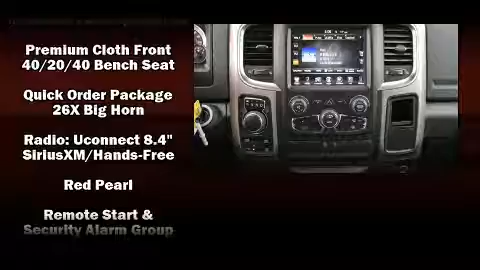 Premium Cloth Front
40/20/40 Bench Seat
Quick Order Package
26X Big Horn
Radio: Uconnect 8.4"
SiriusXM/Hands-Free
Red Pearl
Remote Start &
Security Alarm Group